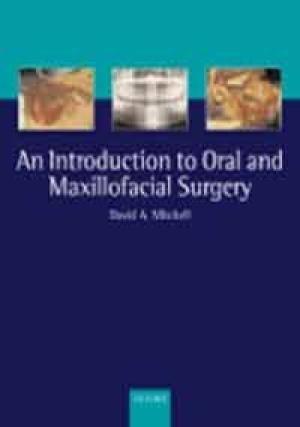 An Introduction to Oral and
Maxillofacial Surgery
David A. Mitchell
OXFORD